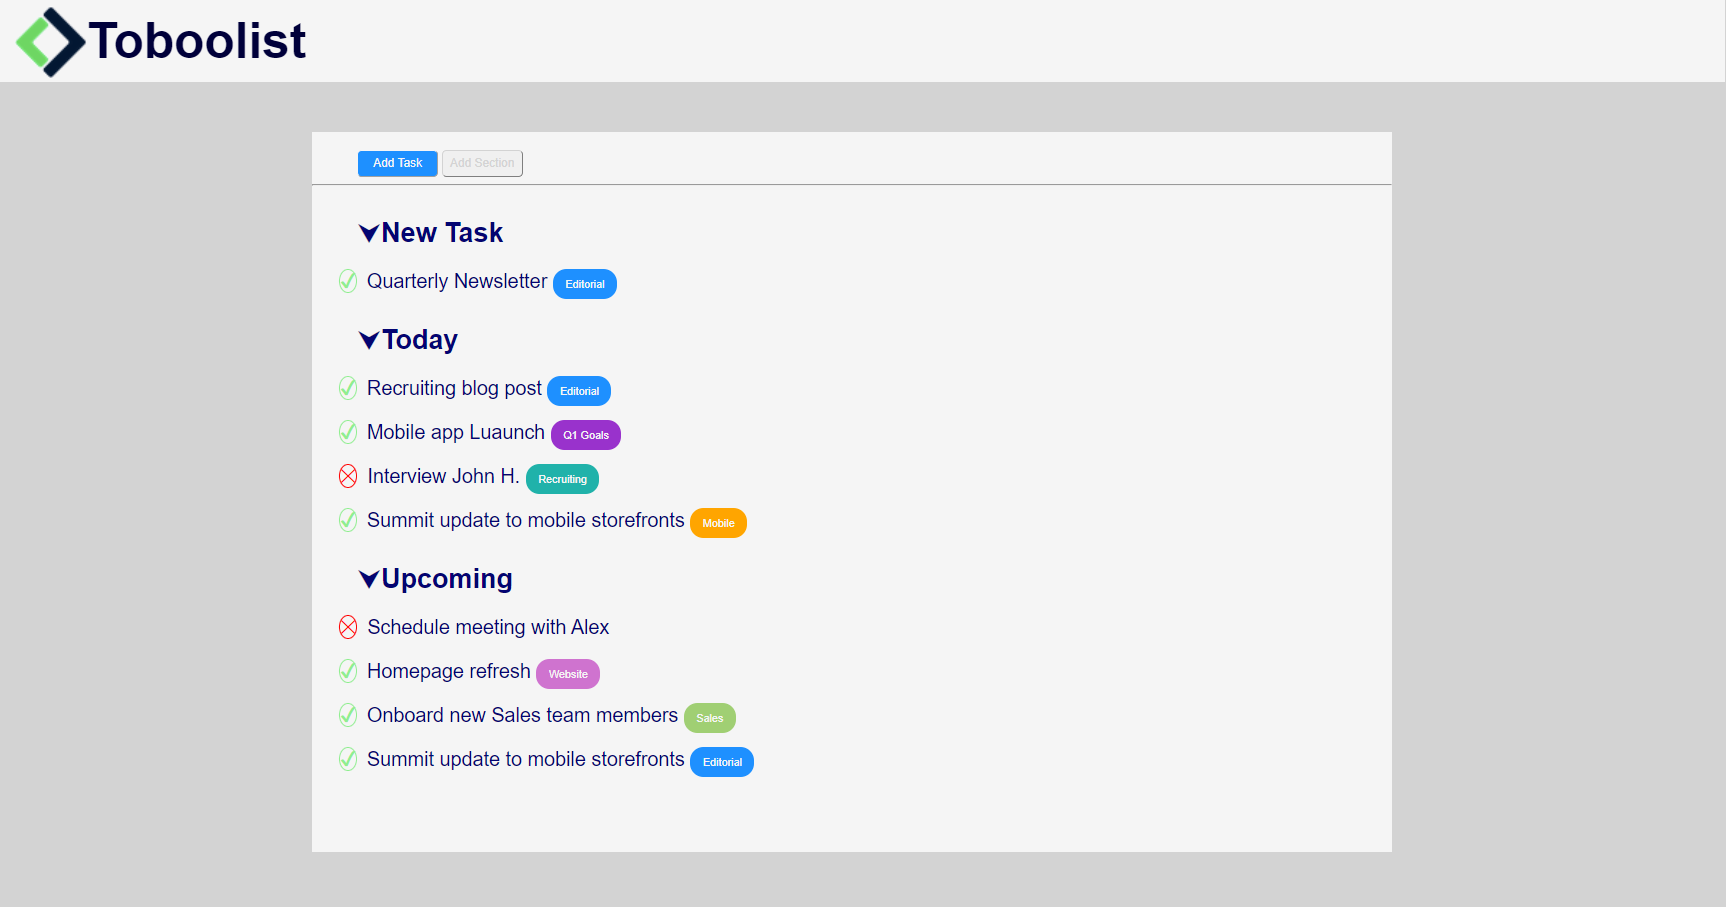 Toboolist
Add Task Add Section
New Task
Quarterly Newsletter Editorial
Today
Recruiting blog post Editorial
Mobile app Luaunch Q1 Goals
Interview John H. Recruiting
Summit update to mobile storefronts Mobile
Upcoming
Schedule meeting with Alex
Homepage refresh Website
Onboard new Sales team members Sales
Summit update to mobile storefronts Editorial